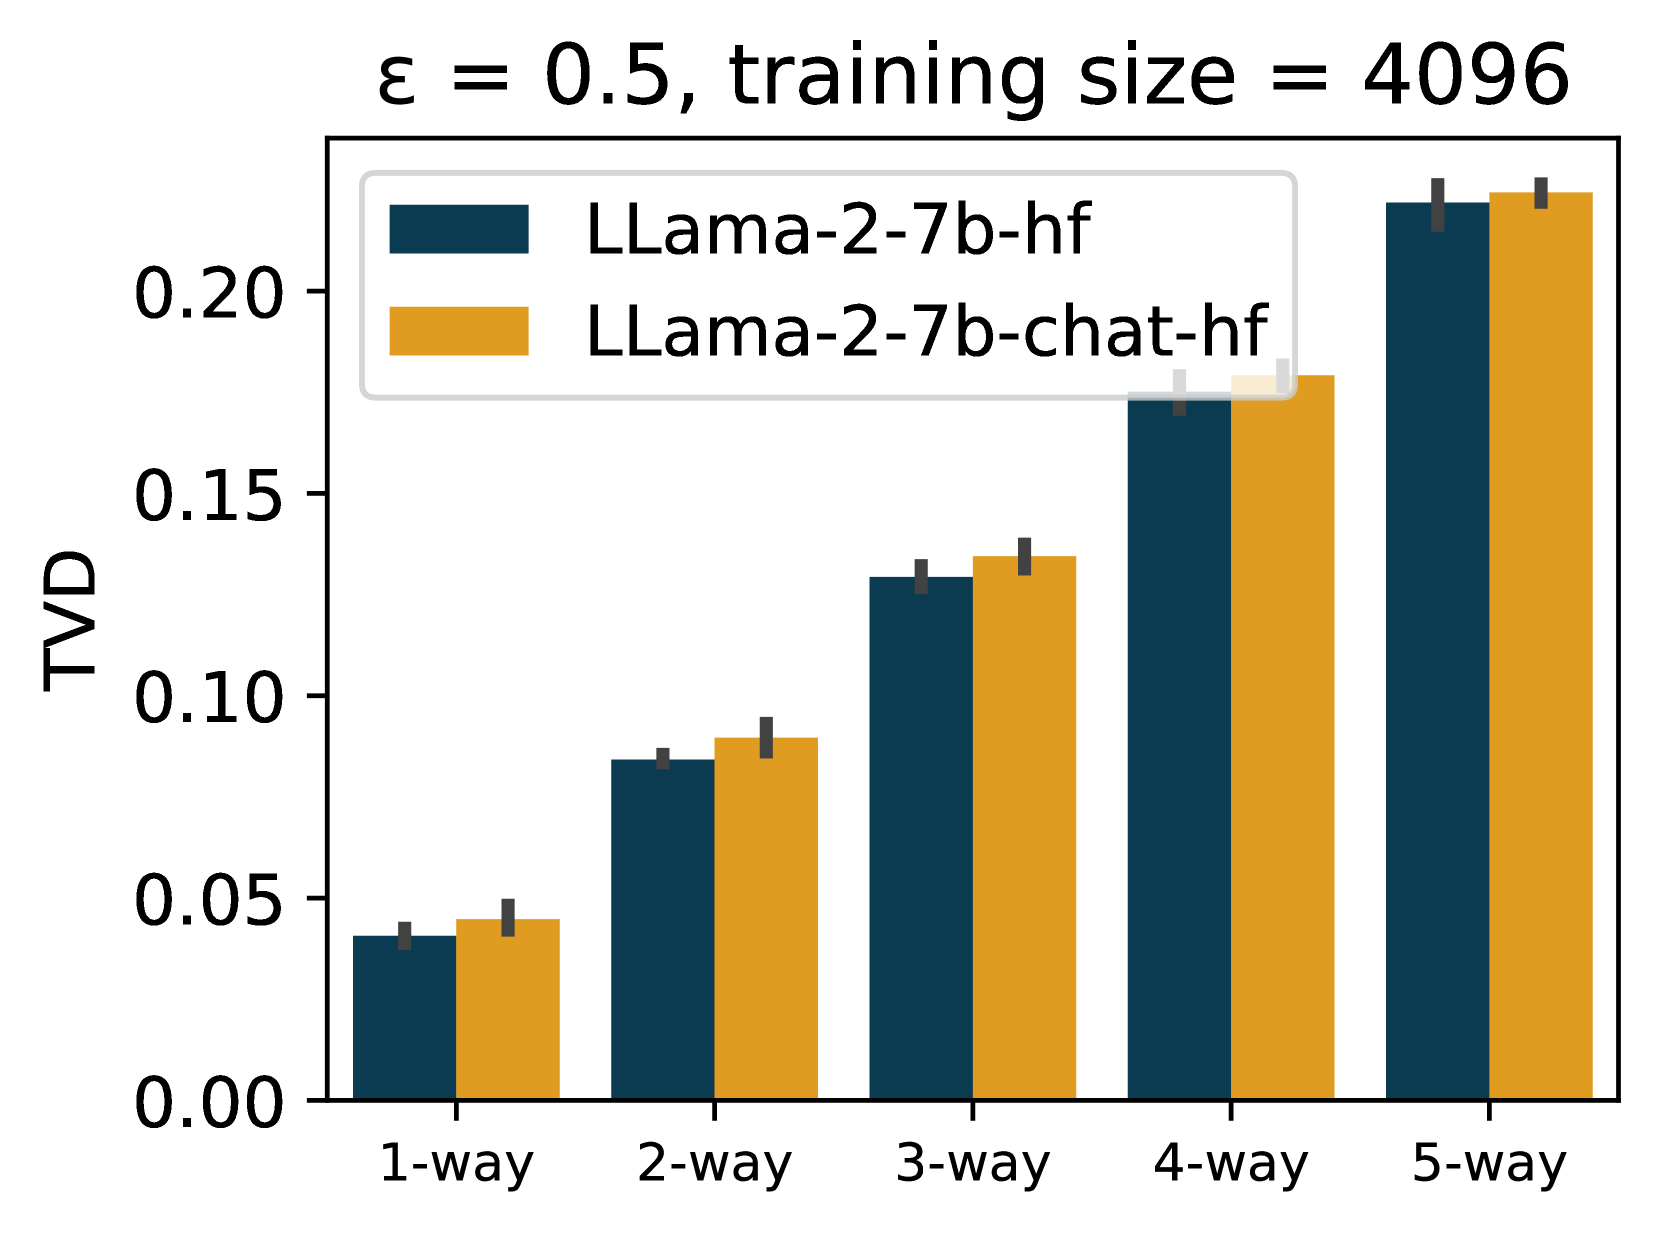 ε = 0.5, training size = 4096
LLama-2-7b-hf
LLama-2-7b-chat-hf
TVD
0.20
0.15
0.10
0.05
0.00
1-way 2-way 3-way 4-way 5-way